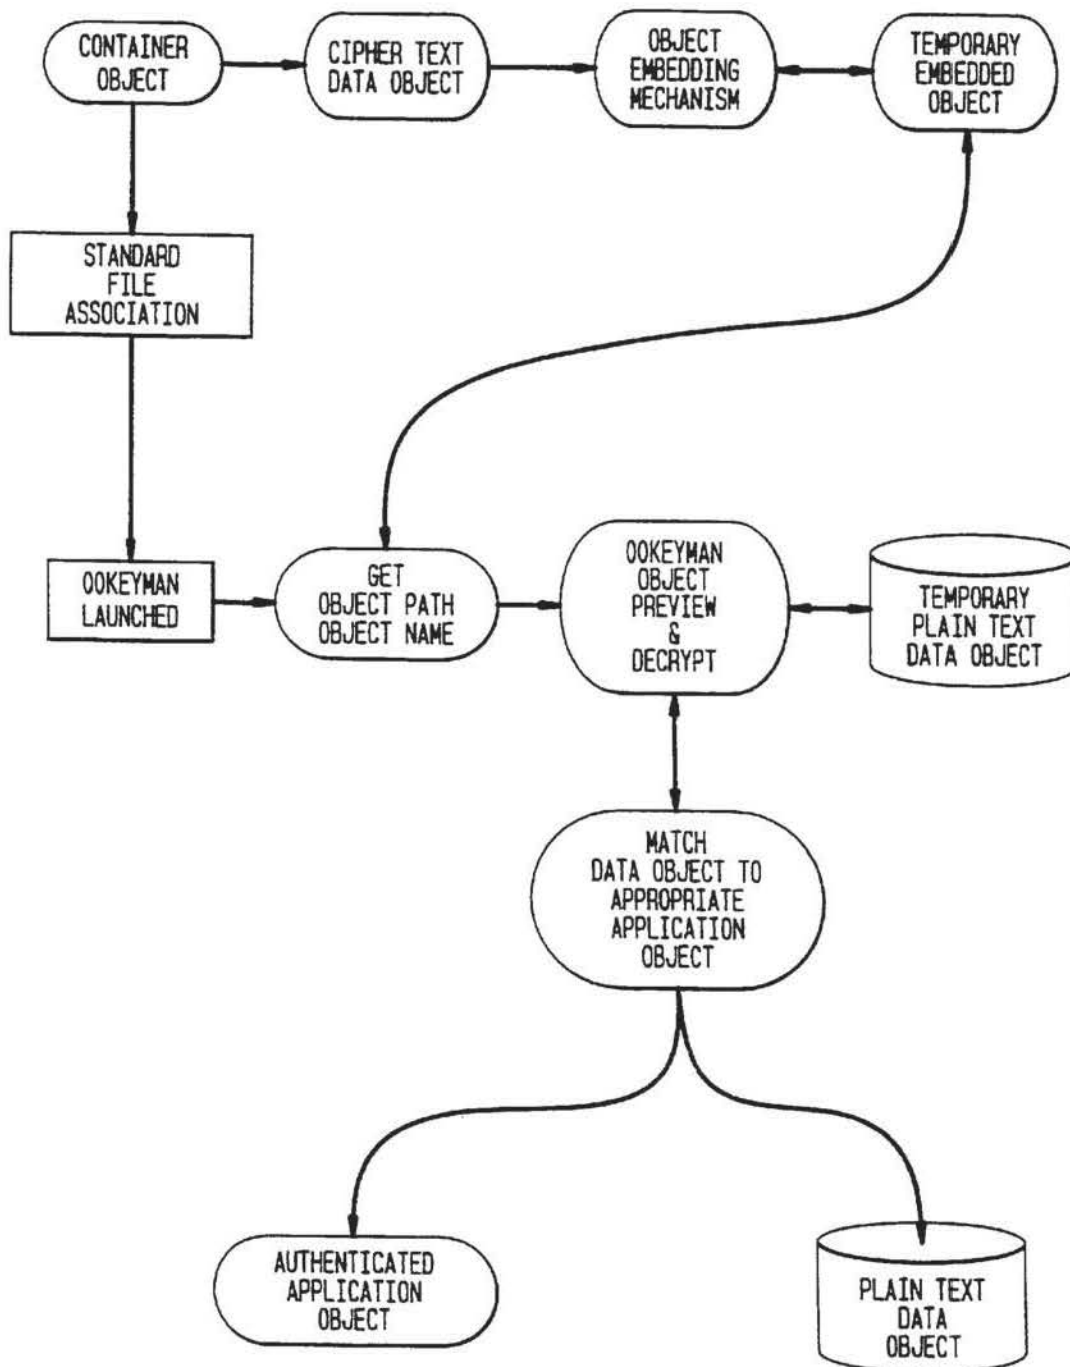 CONTAINER
OBJECT
CIPHER TEXT
DATA OBJECT
OBJECT
EMBEDDING
MECHANISM
TEMPORARY
EMBEDDED
OBJECT
STANDARD
FILE
ASSOCIATION
OOKEYMAN
LAUNCHED
GET
OBJECT PATH
OBJECT NAME
OOKEYMAN
OBJECT
PREVIEW
&
DECRYPT
TEMPORARY
PLAIN TEXT
DATA OBJECT
MATCH
DATA OBJECT TO
APPROPRIATE
APPLICATION
OBJECT
AUTHENTICATED
APPLICATION
OBJECT
PLAIN TEXT
DATA
OBJECT